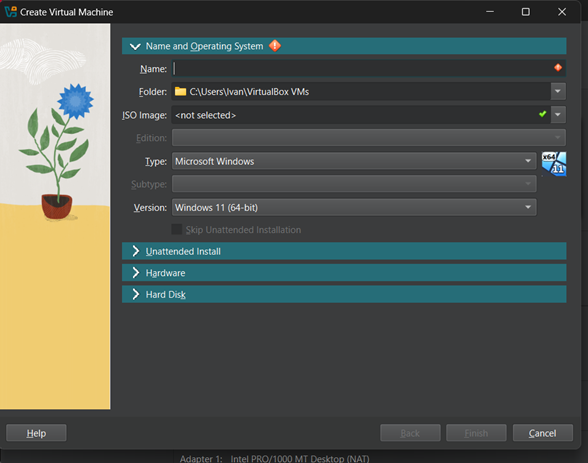 Create Virtual Machine
Name and Operating System
Name:
Folder: C:\Users\Ivan\VirtualBox VMs
ISO Image: <not selected>
Edition:
Type: Microsoft Windows
x64
11
Subtype:
Version: Windows 11 (64-bit)
Skip Unattended Installation
Unattended Install
Hardware
Hard Disk
Help Back Finish Cancel
Adapter 1: Intel PRO/1000 MT Desktop (NAT)